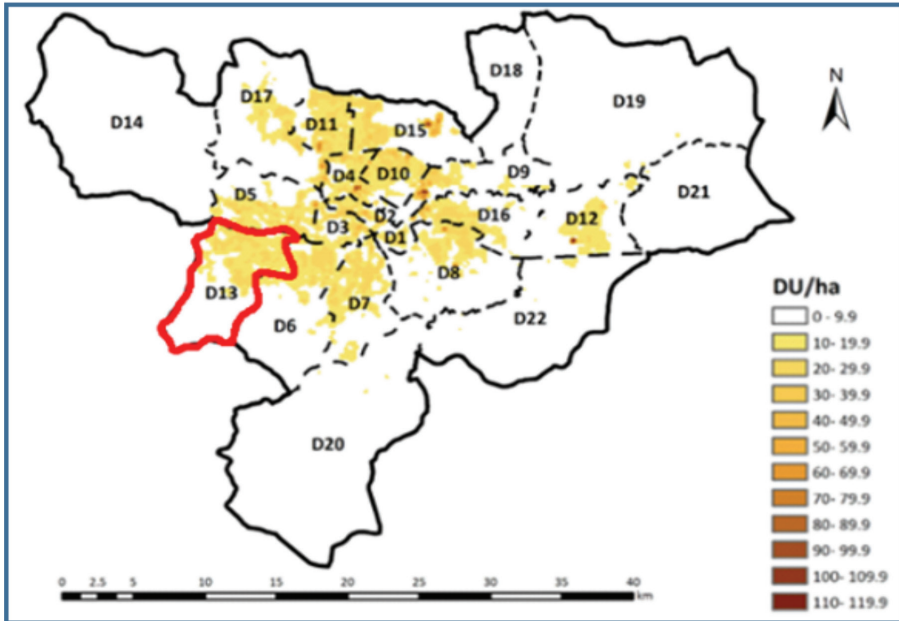 D18
N
D17
D19
D14
D11
D15
D4
D10
D9
D5
D21
D2
D16
D12
D3
D1
D8
D13
D7
D6
D22
D20
DU/ha
0 - 9.9
10- 19.9
20- 29.9
30- 39.9
40- 49.9
50- 59.9
60- 69.9
70- 79.9
80- 89.9
90- 99.9
100- 109.9
110- 119.9
0 2.5 5 10 15 20 25 30 35 40
km